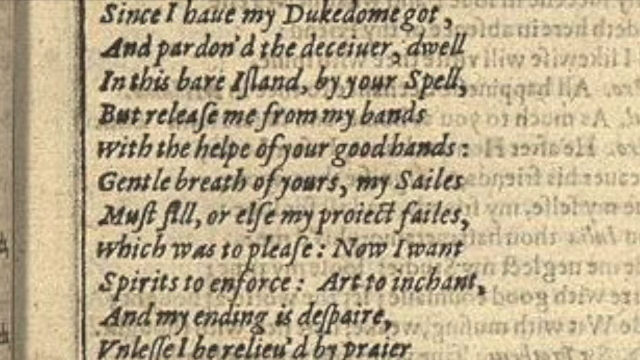 Since I haue my Dukedome got,
And pardon'd the deceiuer, dwell
In this bare Iſland, by your Spell,
But releaſe me from my bands
With the helpe of your good hands:
Gentle breath of yours, my Sailes
Muſt fill, or elſe my proiect failes,
which was to pleaſe: Now I want
Spirits to enforce: Art to inchant,
And my ending is deſpaire,
Vnleſſe I be relieu'd by praier